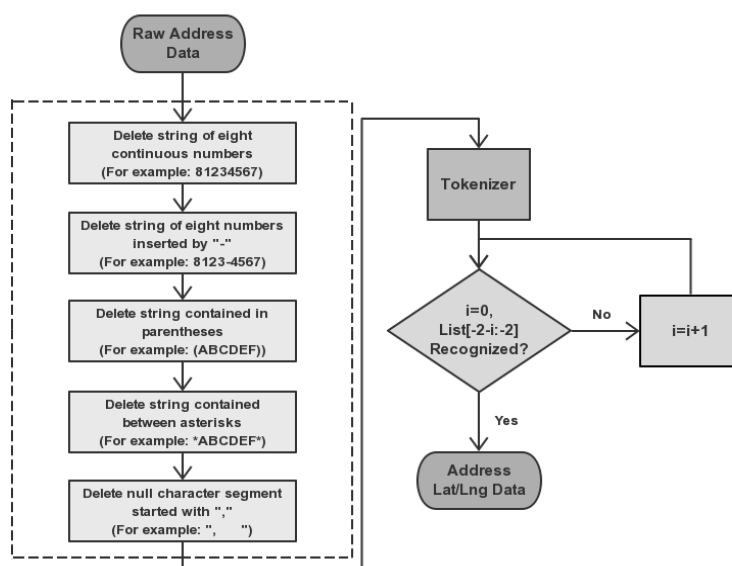 Raw Address
Data
Delete string of eight
continuous numbers
(For example: 81234567)
Delete string of eight numbers
inserted by "-"
(For example: 8123-4567)
Delete string contained in
parentheses
(For example: (ABCDEF))
Delete string contained
between asterisks
(For example: *ABCDEF*)
Delete null character segment
started with ","
(For example: ",      ")
Tokenizer
i=0,
List[-2-i:-2]
Recognized?
No
i=i+1
Yes
Address
Lat/Lng Data